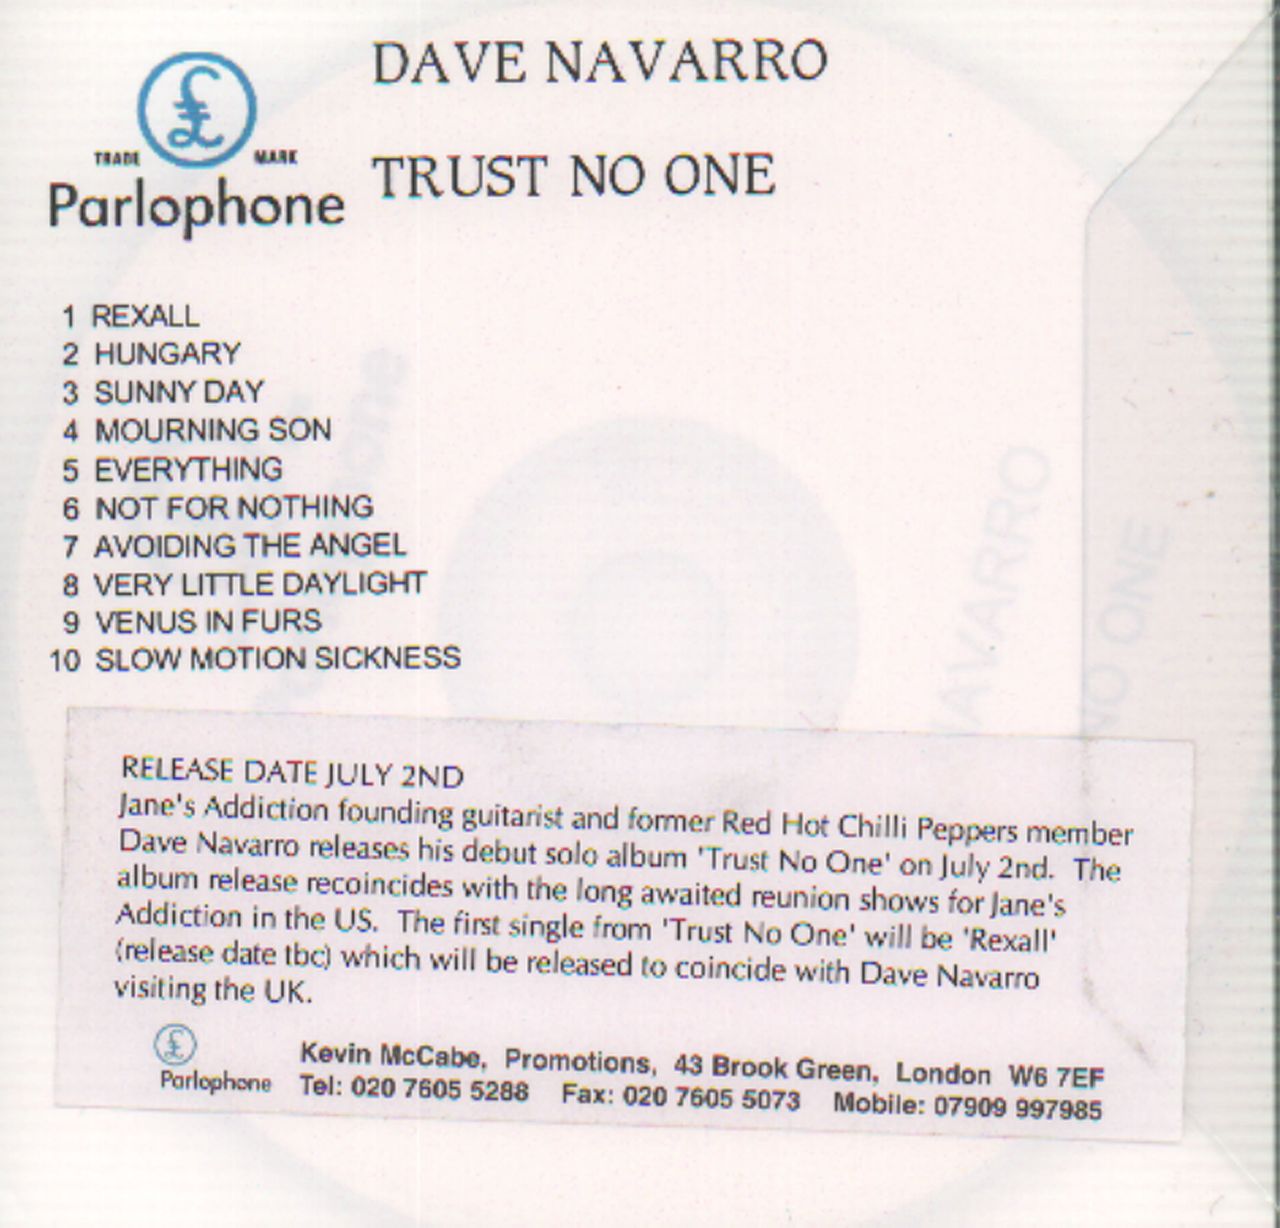 DAVE NAVARRO
TRADE MARK
Parlophone
TRUST NO ONE
1 REXALL
2 HUNGARY
3 SUNNY DAY
4 MOURNING SON
5 EVERYTHING
6 NOT FOR NOTHING
7 AVOIDING THE ANGEL
8 VERY LITTLE DAYLIGHT
9 VENUS IN FURS
10 SLOW MOTION SICKNESS
NAVARRO
NO ONE
RELEASE DATE JULY 2ND
Jane's Addiction founding guitarist and former Red Hot Chilli Peppers member
Dave Navarro releases his debut solo album 'Trust No One' on July 2nd. The
album release recoincides with the long awaited reunion shows for Jane's
Addiction in the US. The first single from 'Trust No One' will be 'Rexall'
(release date tbc) which will be released to coincide with Dave Navarro
visiting the UK.
Parlophone
Kevin McCabe, Promotions, 43 Brook Green, London W6 7EF
Tel: 020 7605 5288 Fax: 020 7605 5073 Mobile: 07909 997985